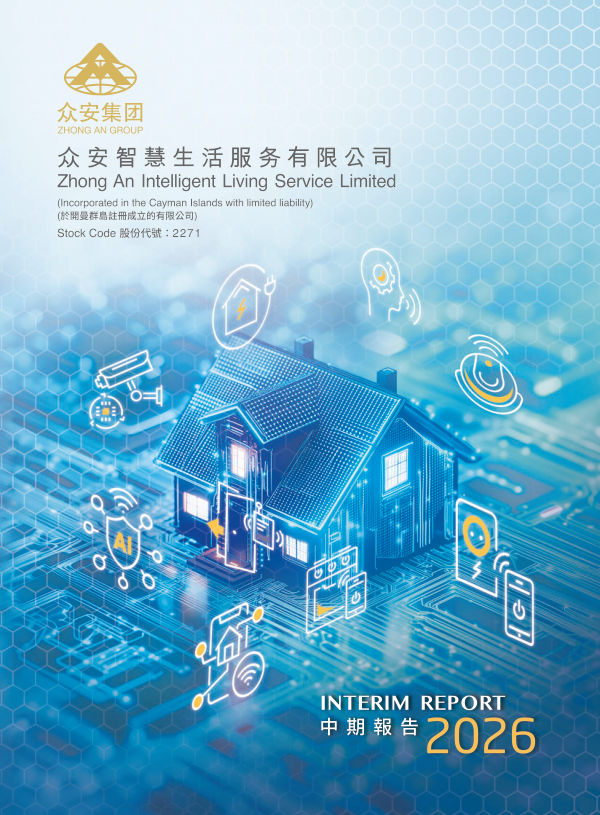 众安集团
ZHONG AN GROUP
众安智慧生活服务有限公司
Zhong An Intelligent Living Service Limited
(Incorporated in the Cayman Islands with limited liability)
(於開曼群島註冊成立的有限公司)
Stock Code 股份代號：2271
AI
INTERIM REPORT
中期報告 2026